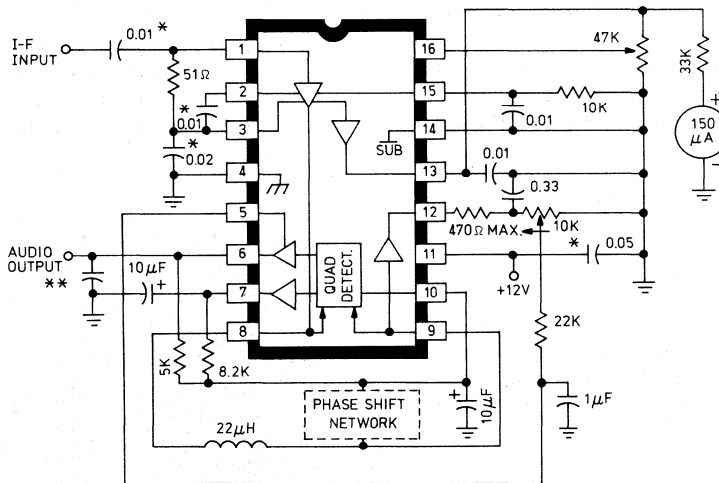 I-F
INPUT
0.01 *
51Ω
*
0.01
*
0.02
1
2
3
4
5
6
7
8
16
15
14
13
12
11
10
9
SUB
QUAD
DETECT.
AUDIO
OUTPUT
**
10μF
+
5K
8.2K
22μH
PHASE SHIFT
NETWORK
+
10μF
47K
33K
10K
0.01
0.01
0.33
470Ω MAX.
10K
* 0.05
+12V
22K
1μF
+
150
μA
–